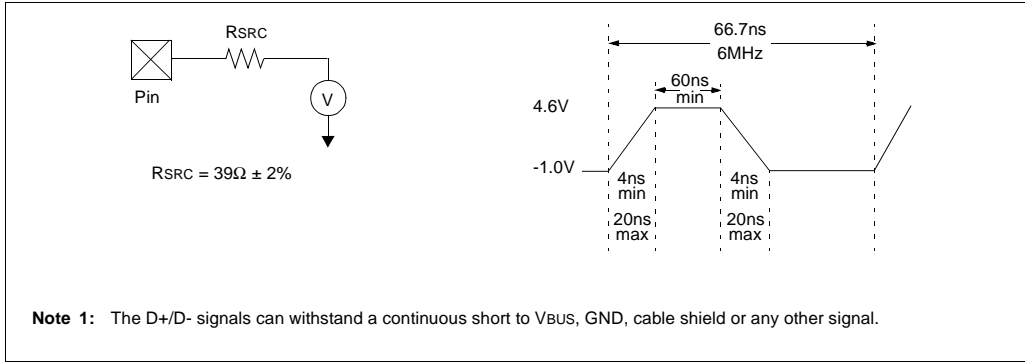 RSRC
Pin
V
RSRC = 39Ω ± 2%
66.7ns
6MHz
60ns
min
4.6V
-1.0V
4ns
min
4ns
min
20ns
max
20ns
max
Note 1: The D+/D- signals can withstand a continuous short to VBUS, GND, cable shield or any other signal.